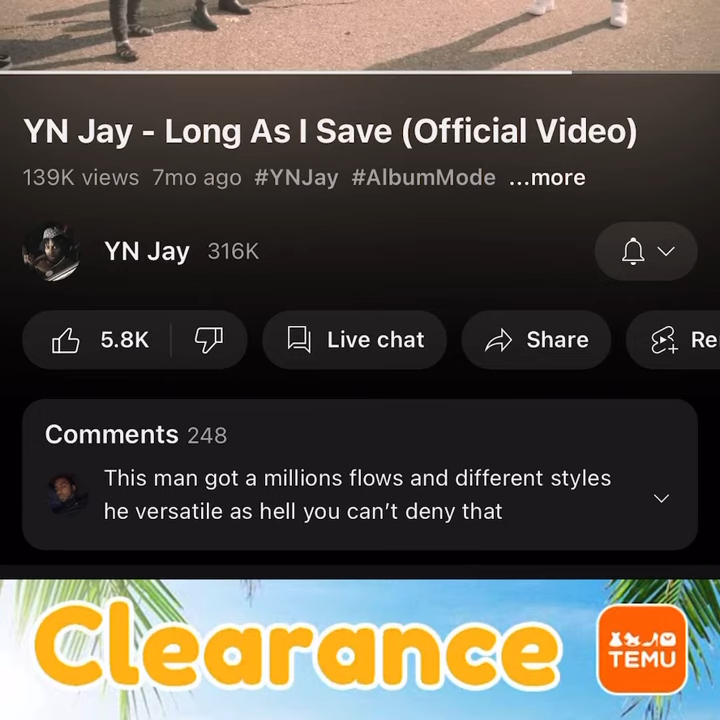 YN Jay - Long As I Save (Official Video)
139K views 7mo ago #YNJay #AlbumMode ...more
YN Jay 316K
5.8K Live chat Share Re
Comments 248
This man got a millions flows and different styles
he versatile as hell you can’t deny that
Clearance
TEMU